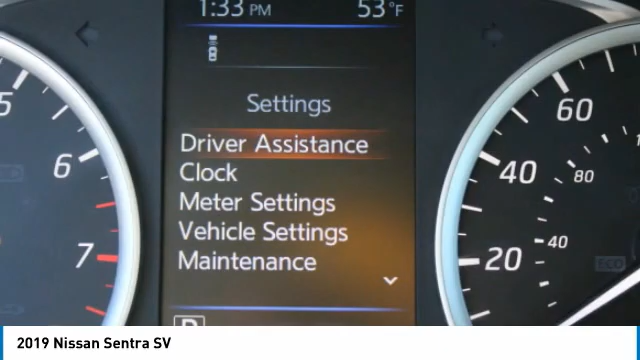 1:33 PM 53°F
Settings
Driver Assistance
Clock
Meter Settings
Vehicle Settings
Maintenance
5
6
7
60
40
20
80
40
ECO
2019 Nissan Sentra SV